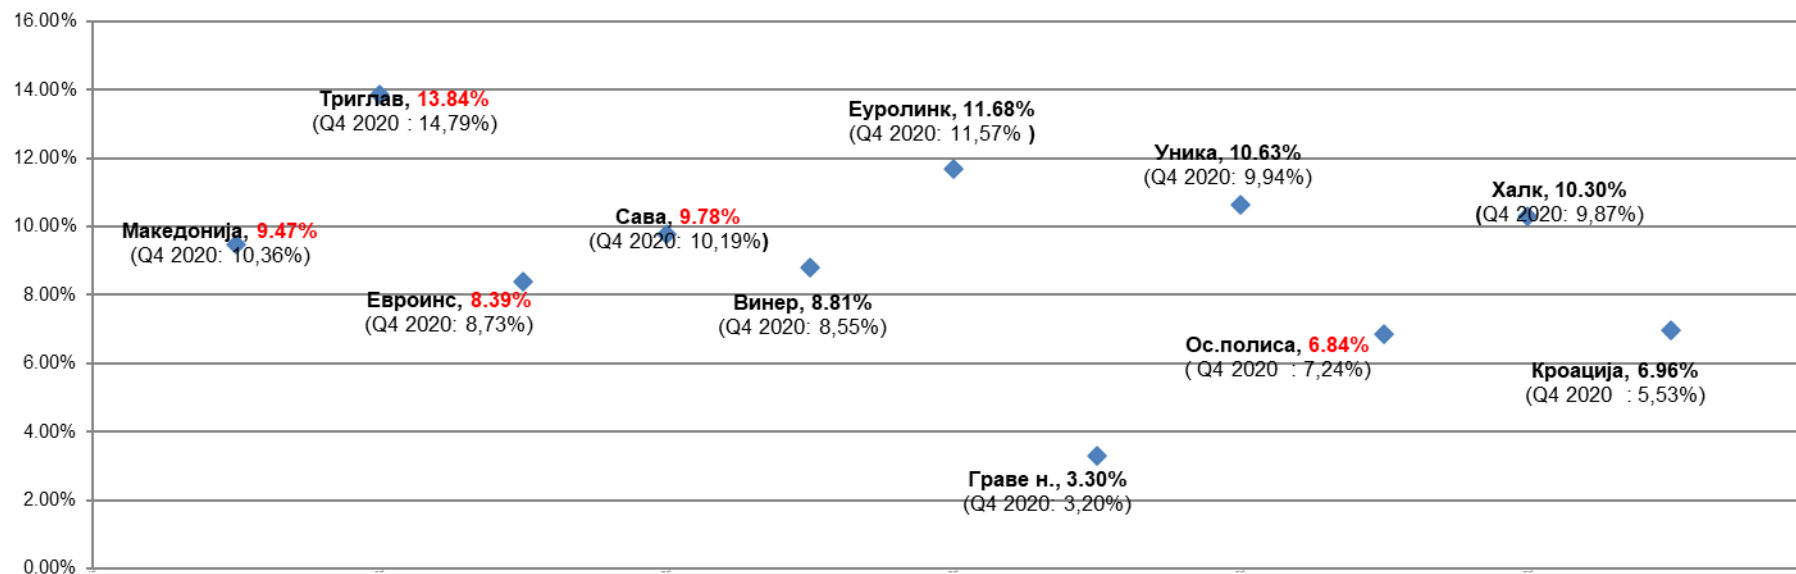 16.00%
14.00%
12.00%
10.00%
8.00%
6.00%
4.00%
2.00%
0.00%
Македонија, 9.47%
(Q4 2020: 10,36%)
Триглав, 13.84%
(Q4 2020 : 14,79%)
Евроинс, 8.39%
(Q4 2020: 8,73%)
Сава, 9.78%
(Q4 2020: 10,19%)
Винер, 8.81%
(Q4 2020: 8,55%)
Еуролинк, 11.68%
(Q4 2020: 11,57% )
Граве н., 3.30%
(Q4 2020: 3,20%)
Уника, 10.63%
(Q4 2020: 9,94%)
Ос.полиса, 6.84%
( Q4 2020 : 7,24%)
Халк, 10.30%
(Q4 2020: 9,87%)
Кроација, 6.96%
(Q4 2020 : 5,53%)